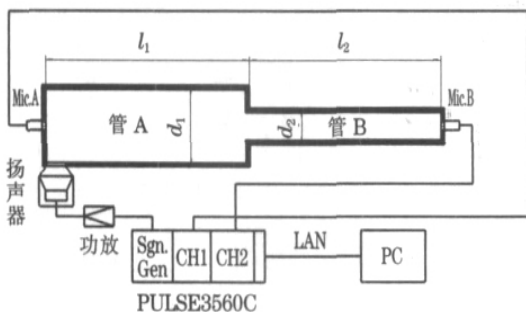 l₁
l₂
Mic.A
Mic.B
管 A
d₁
d₂
管 B
扬声器
功放
Sgn.
Gen
CH1
CH2
LAN
PC
PULSE3560C